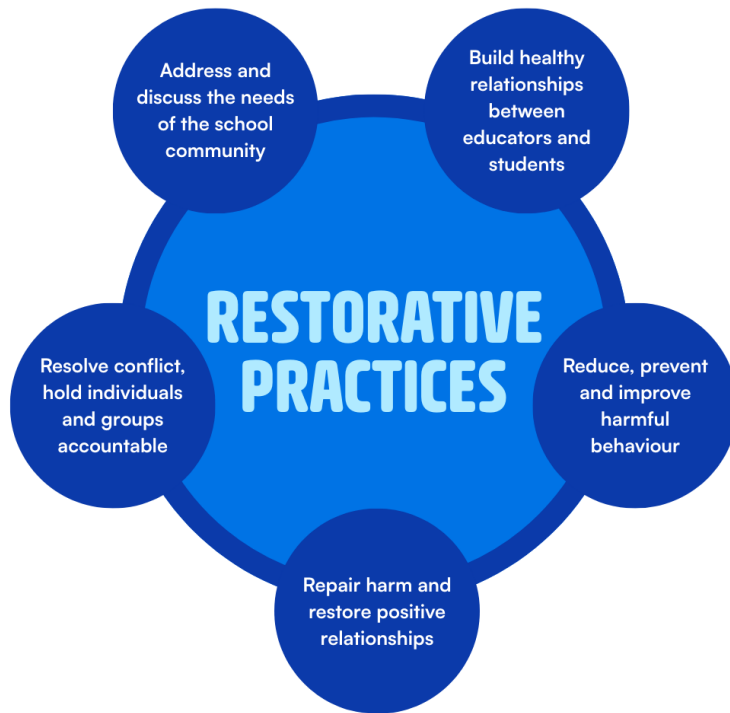 Address and
discuss the needs
of the school
community
Build healthy
relationships
between
educators and
students
RESTORATIVE
PRACTICES
Resolve conflict,
hold individuals
and groups
accountable
Reduce, prevent
and improve
harmful
behaviour
Repair harm and
restore positive
relationships